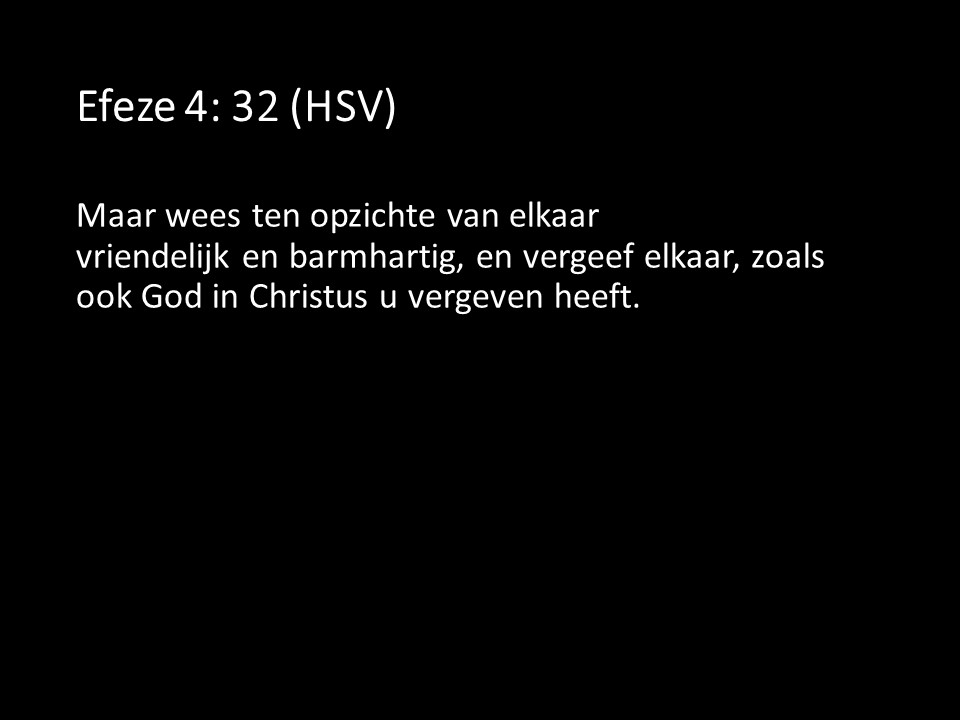 Efeze 4: 32 (HSV)
Maar wees ten opzichte van elkaar
vriendelijk en barmhartig, en vergeef elkaar, zoals
ook God in Christus u vergeven heeft.